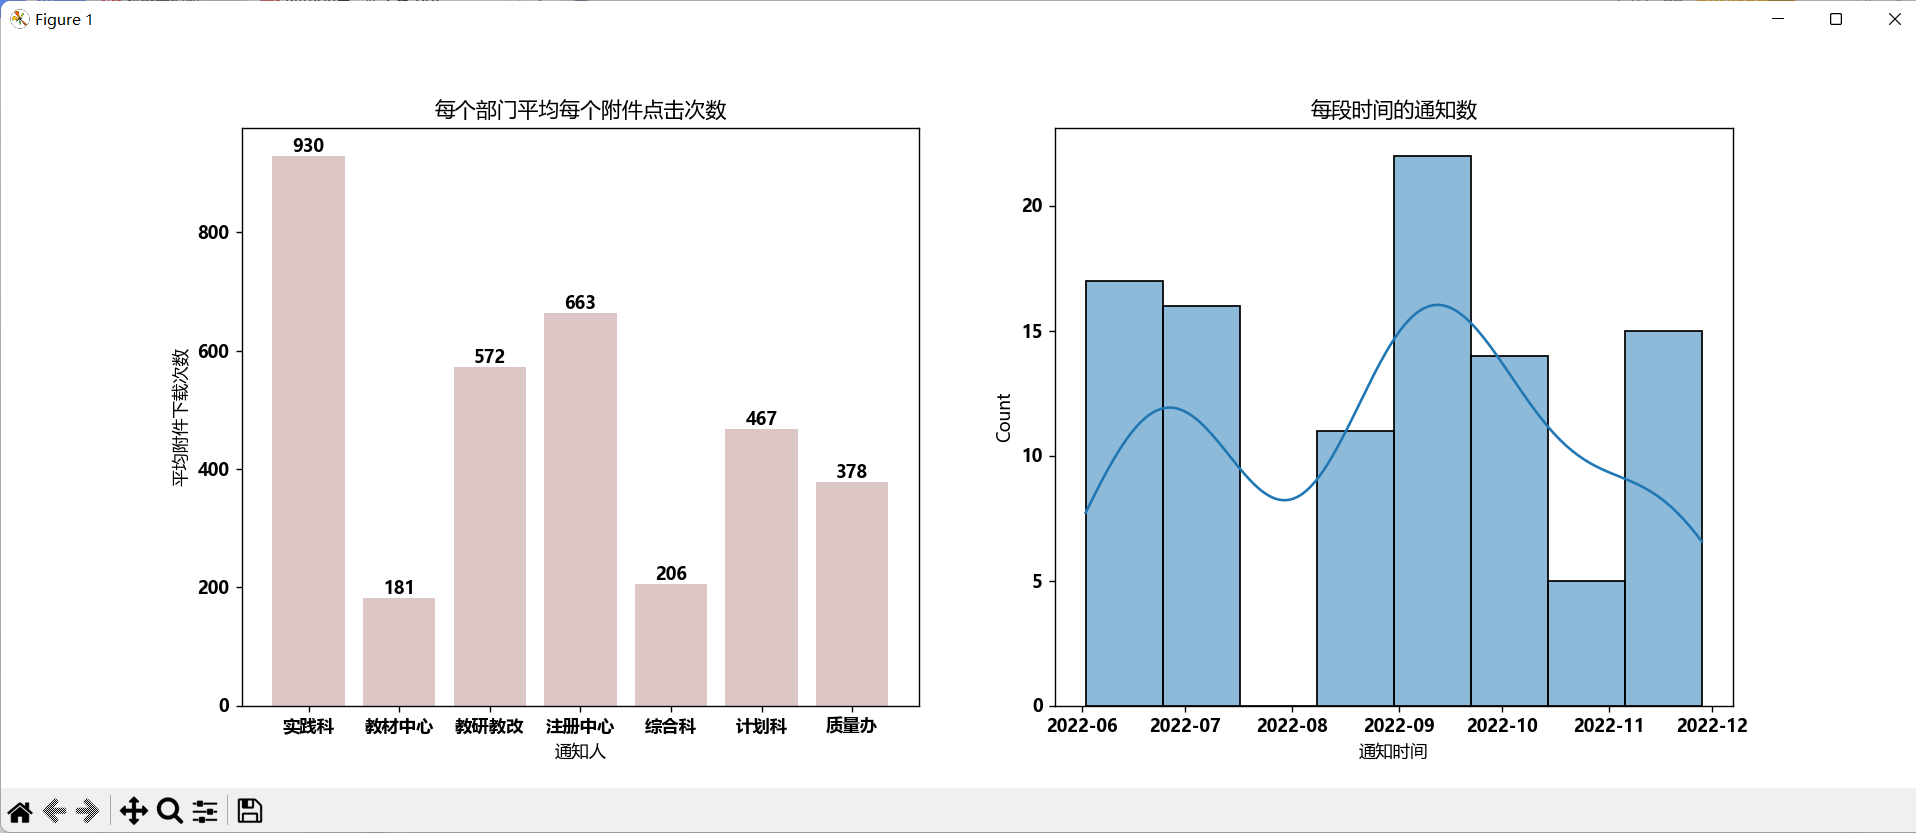 Figure 1
每个部门平均每个附件点击次数
930
181
572
663
206
467
378
800
600
400
200
0
平均附件下载次数
实践科 教材中心 教研教改 注册中心 综合科 计划科 质量办
通知人
每段时间的通知数
20
15
10
5
0
Count
2022-06 2022-07 2022-08 2022-09 2022-10 2022-11 2022-12
通知时间